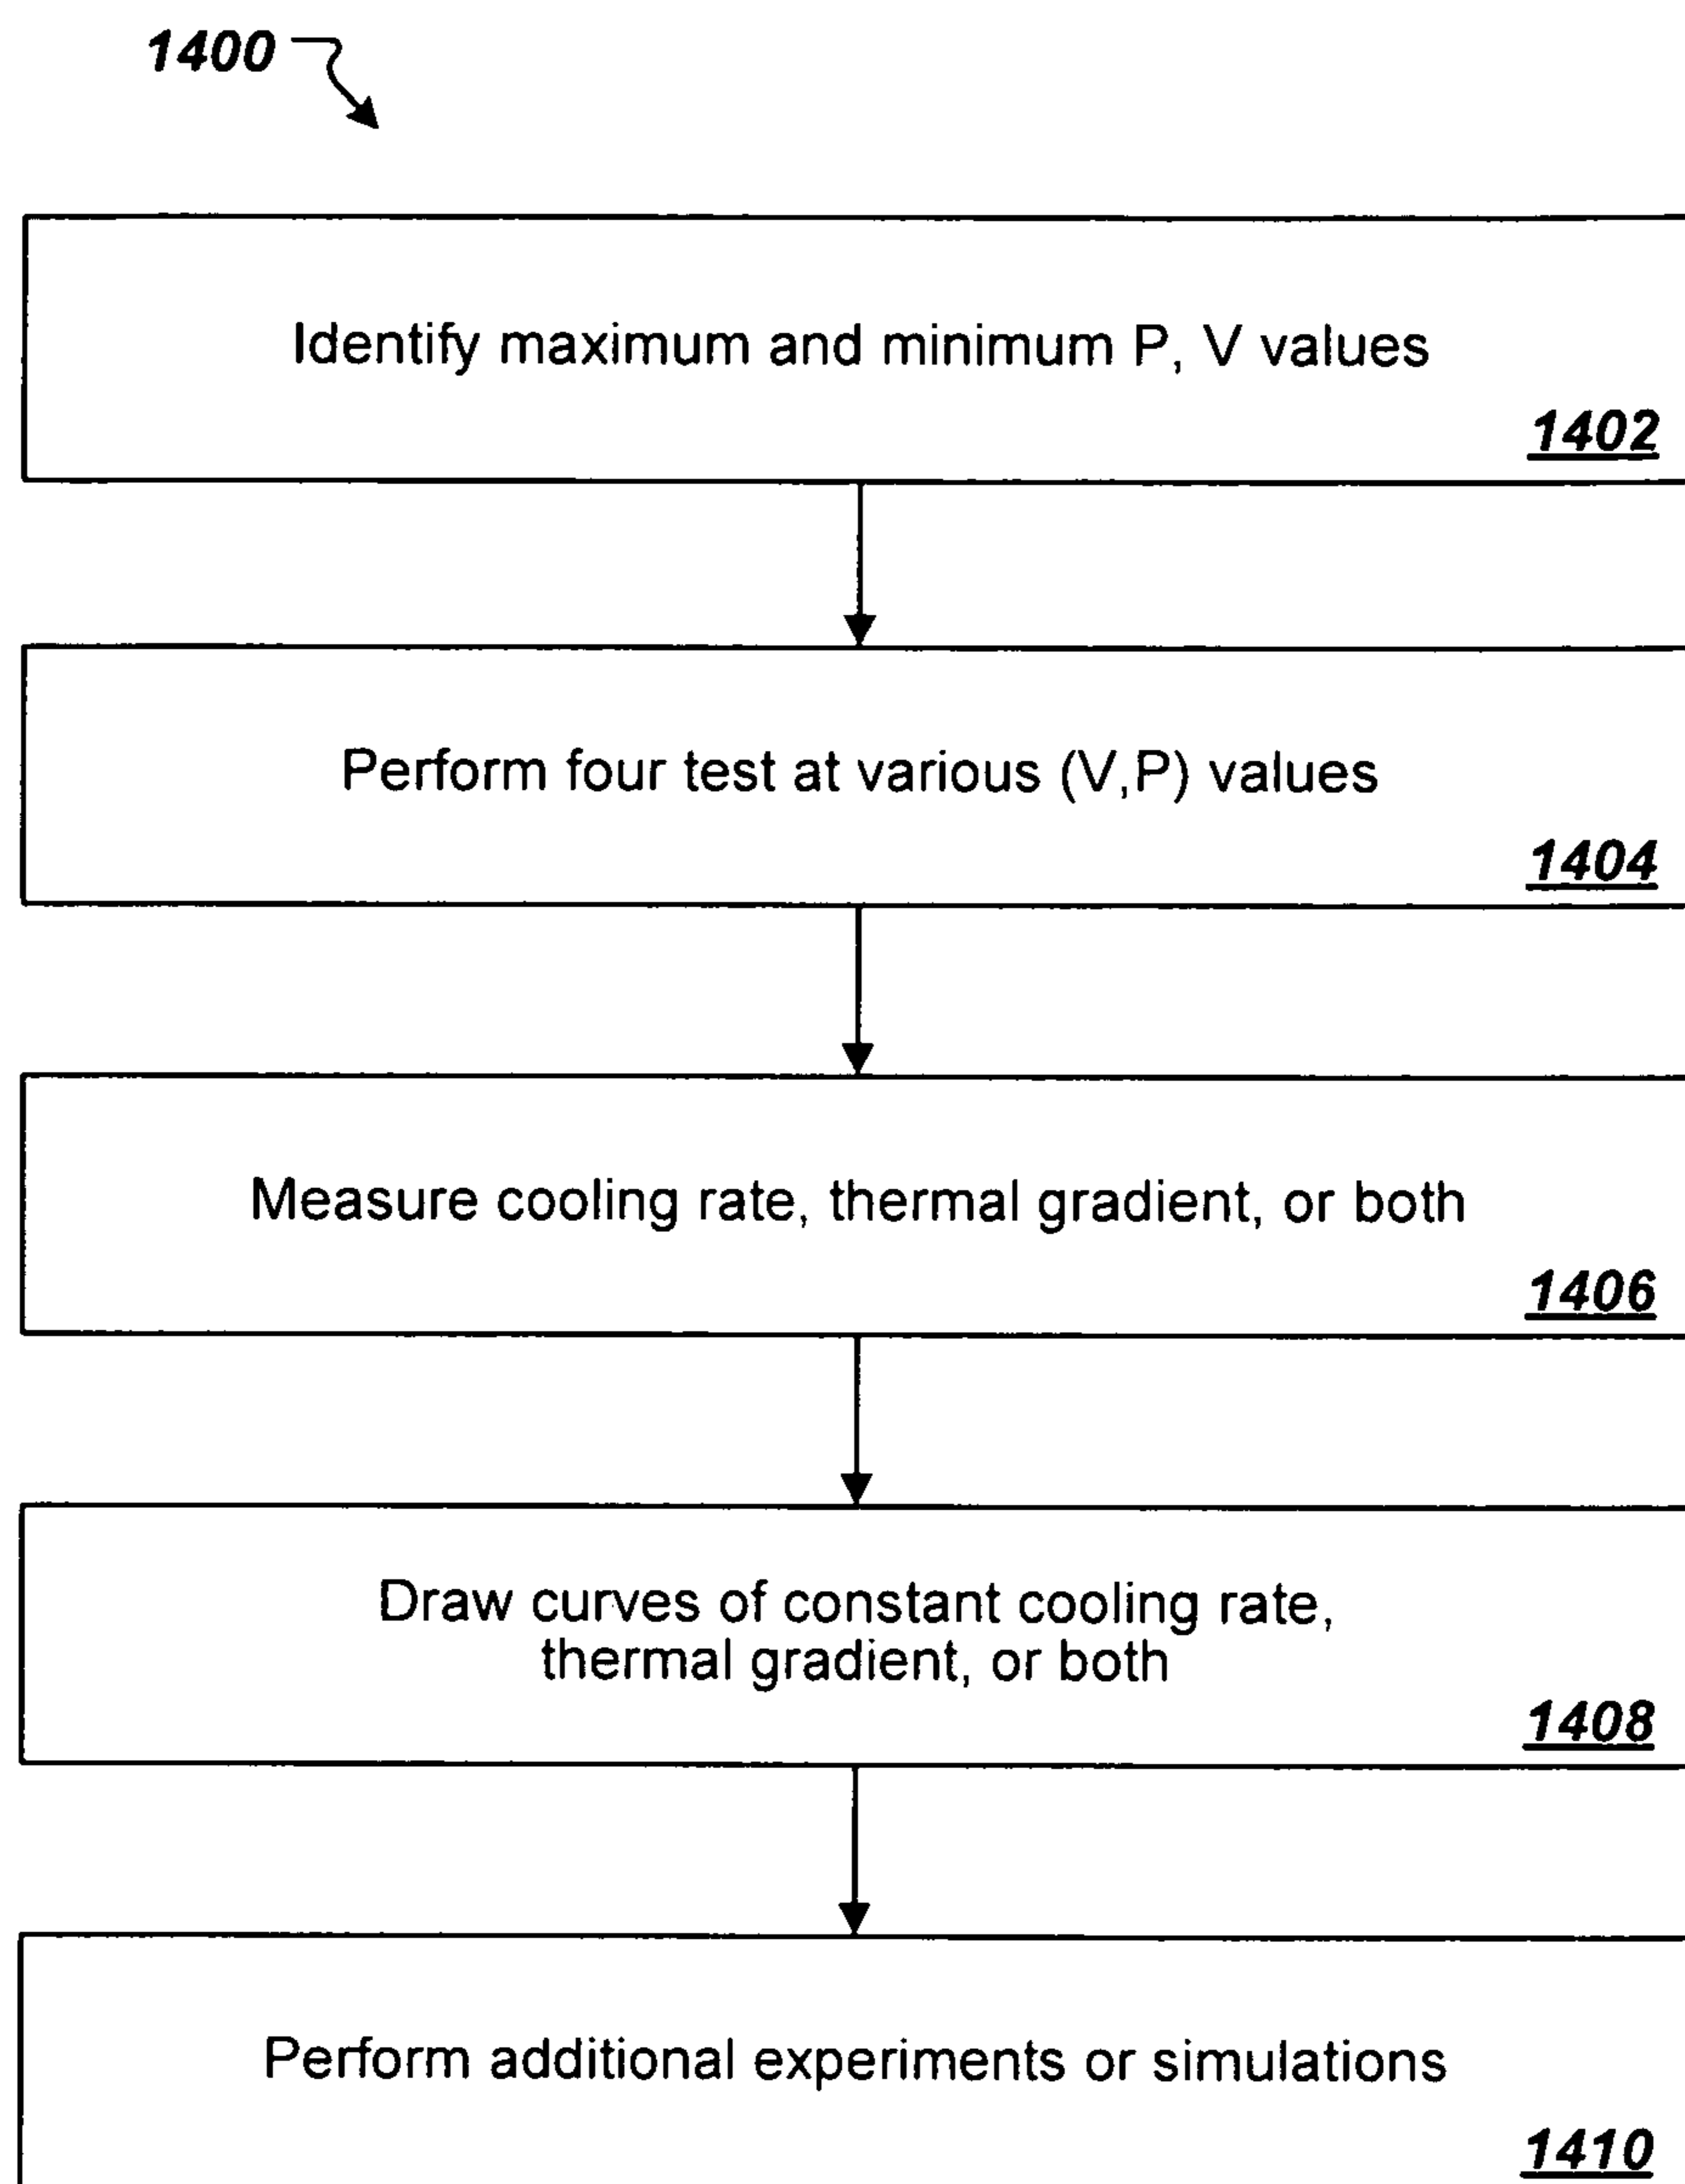 1400
Identify maximum and minimum P, V values
1402
Perform four test at various (V,P) values
1404
Measure cooling rate, thermal gradient, or both
1406
Draw curves of constant cooling rate,
thermal gradient, or both
1408
Perform additional experiments or simulations
1410